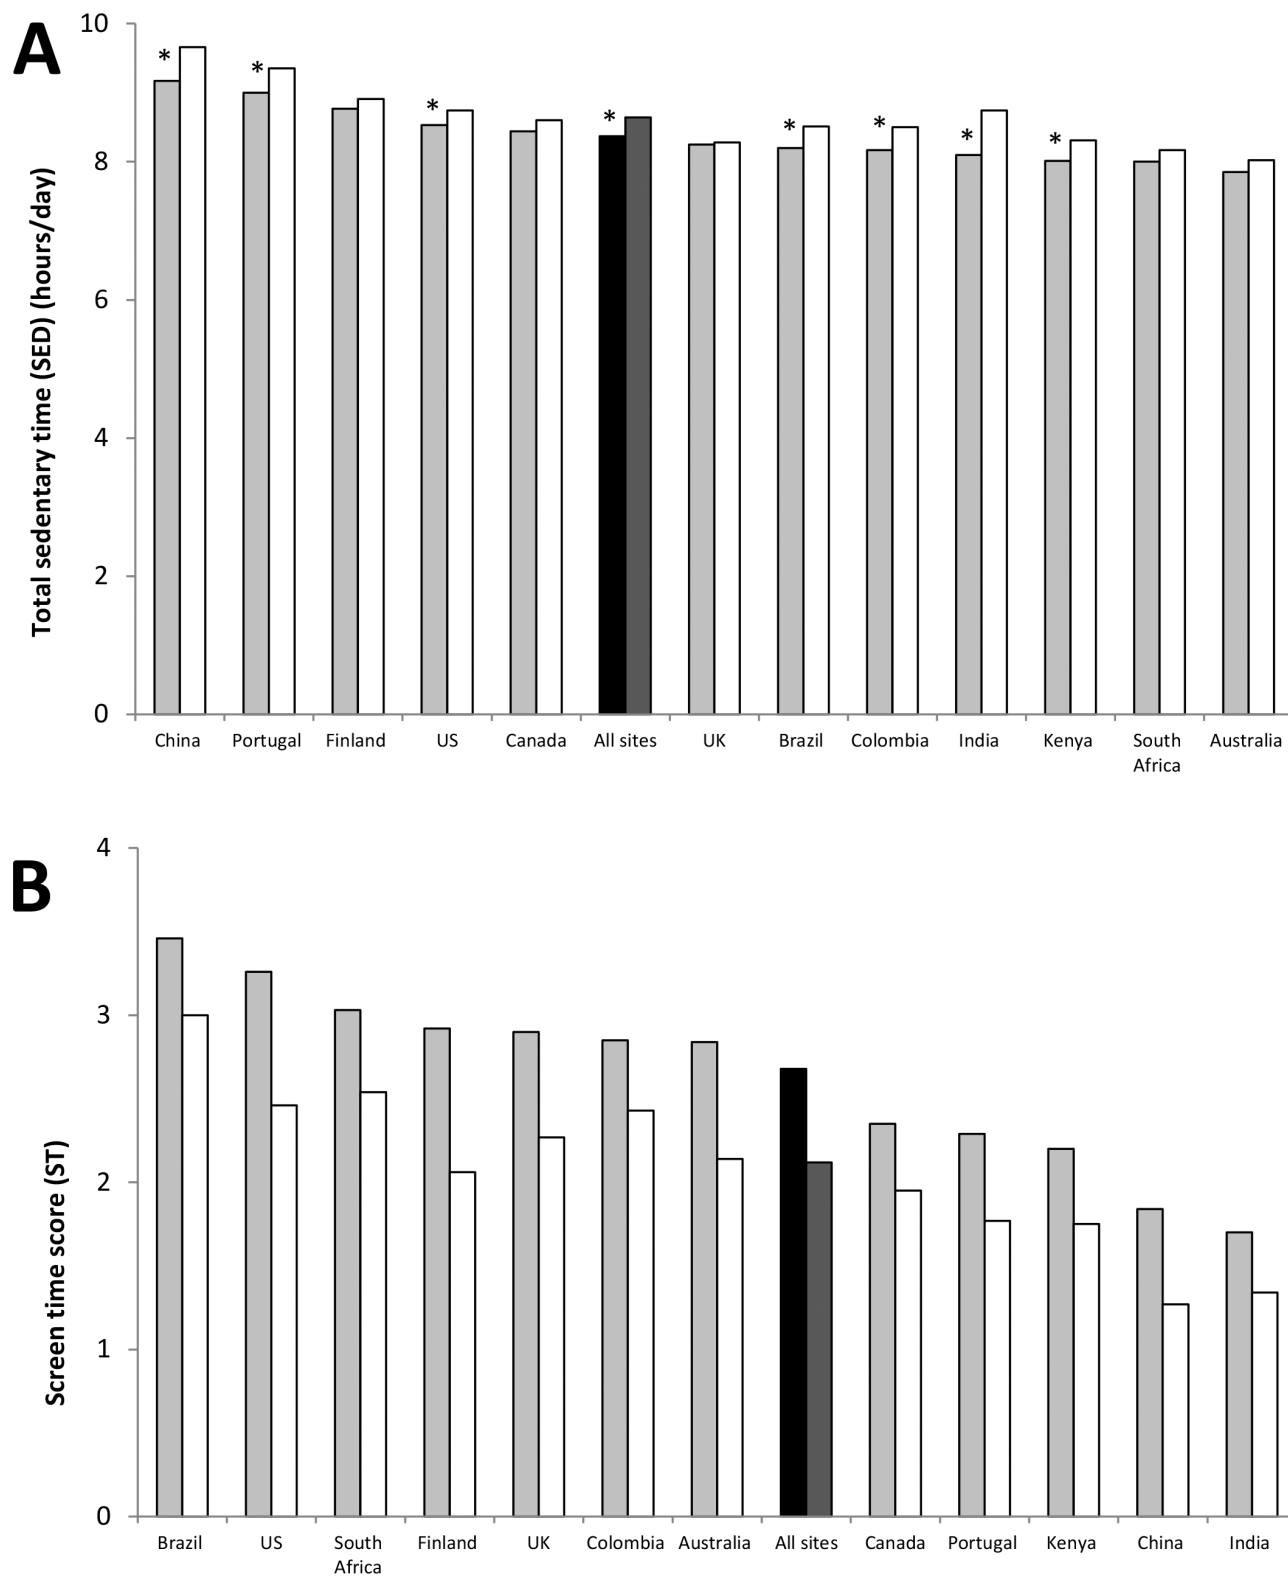 A
10
8
6
4
2
0
Total sedentary time (SED) (hours/day)
* * * * * * * *
China Portugal Finland US Canada All sites UK Brazil Colombia India Kenya South Africa Australia
B
4
3
2
1
0
Screen time score (ST)
Brazil US South Africa Finland UK Colombia Australia All sites Canada Portugal Kenya China India